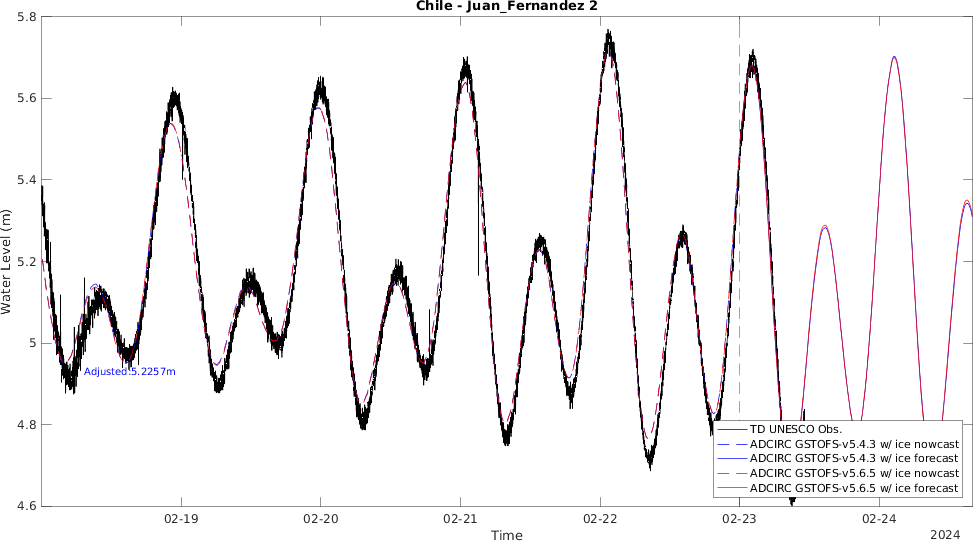 Chile - Juan_Fernandez 2
5.8
5.6
5.4
5.2
5
4.8
4.6
Water Level (m)
Adjusted:5.2257m
TD UNESCO Obs.
ADCIRC GSTOFS-v5.4.3 w/ ice nowcast
ADCIRC GSTOFS-v5.4.3 w/ ice forecast
ADCIRC GSTOFS-v5.6.5 w/ ice nowcast
ADCIRC GSTOFS-v5.6.5 w/ ice forecast
02-19 02-20 02-21 02-22 02-23 02-24
Time
2024